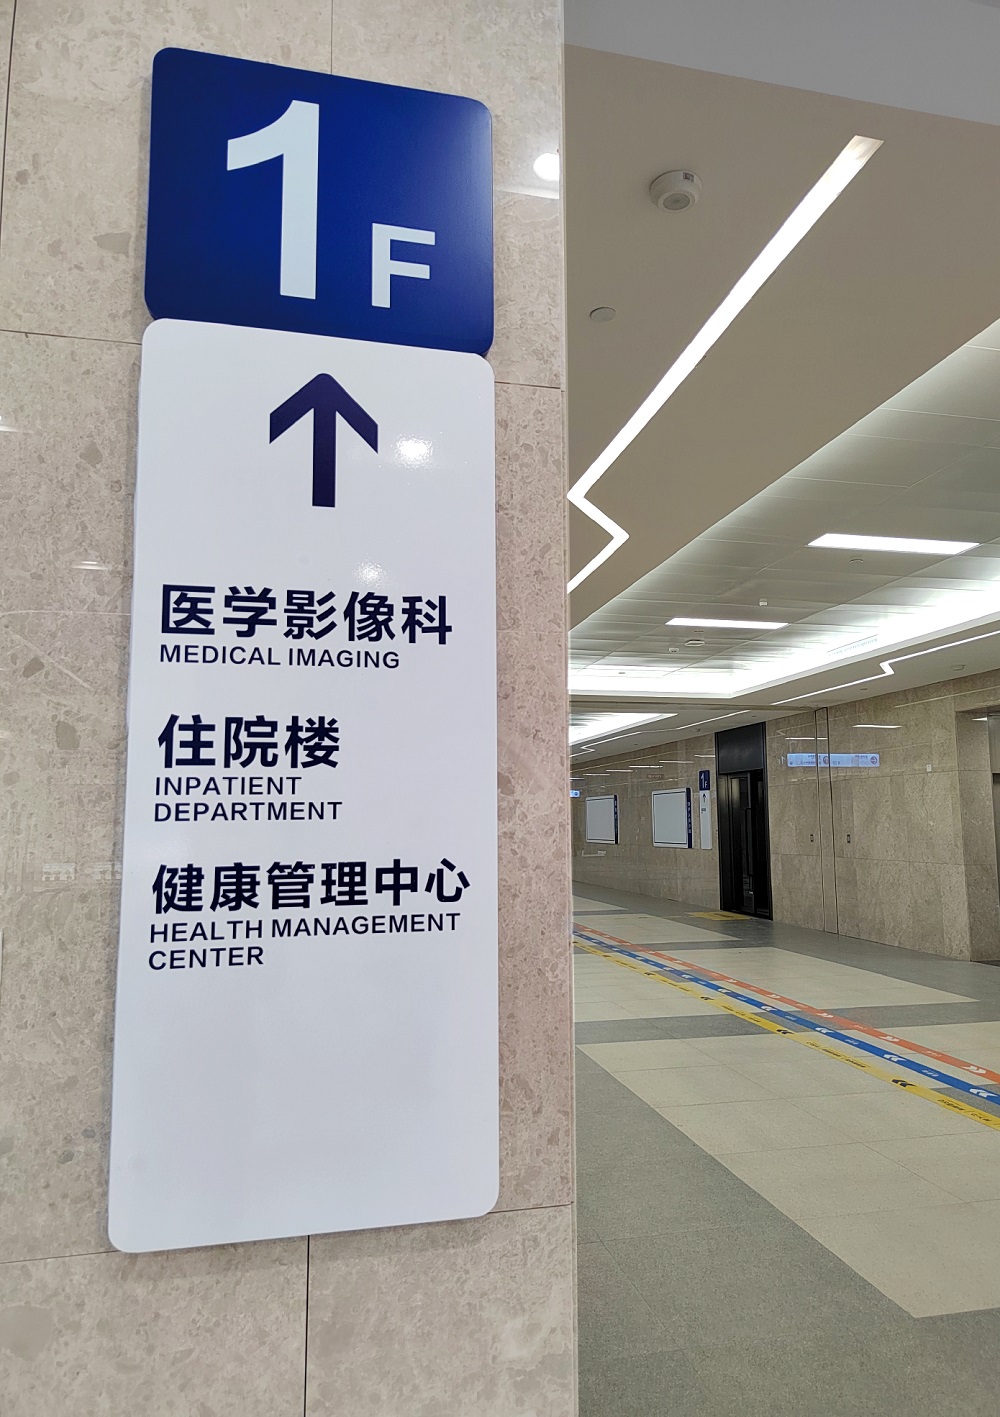 1F
医学影像科
MEDICAL IMAGING
住院楼
INPATIENT
DEPARTMENT
健康管理中心
HEALTH MANAGEMENT
CENTER
1F